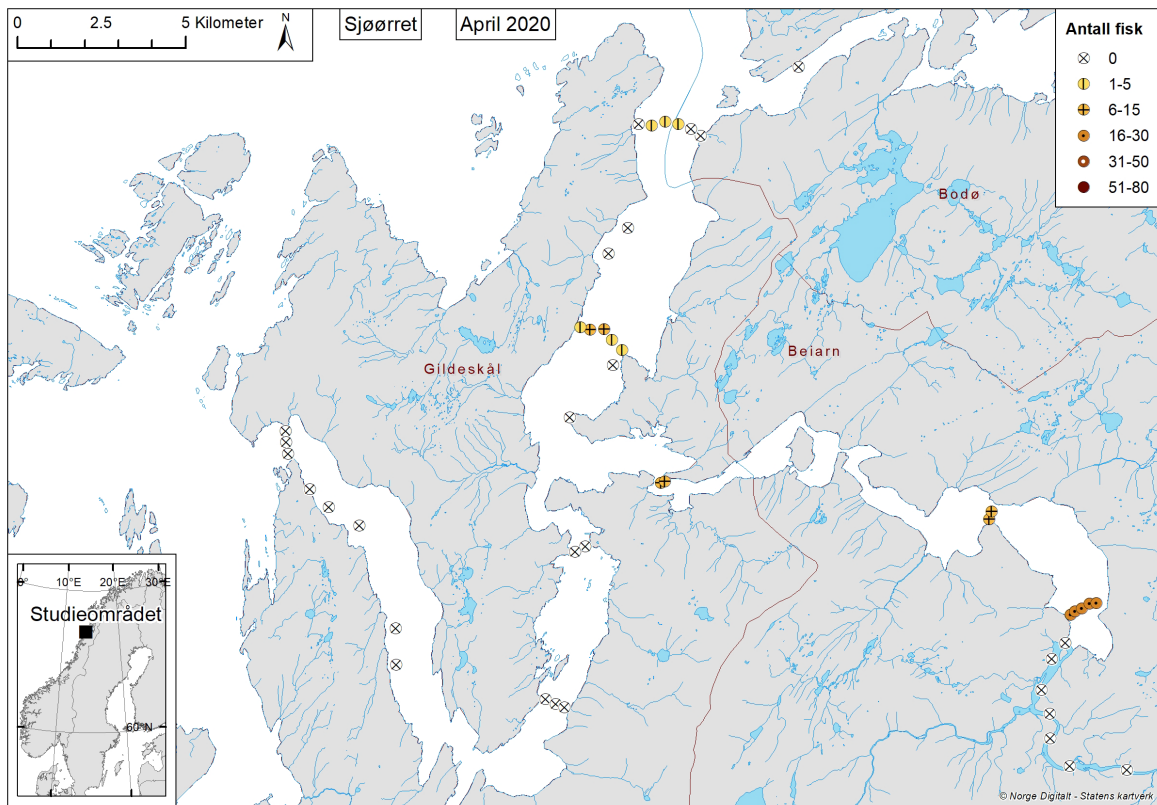 0 2.5 5 Kilometer
N
Sjøørret
April 2020
Antall fisk
0
1-5
6-15
16-30
31-50
51-80
Bodø
Beiarn
Gildeskål
0° 10°E 20°E 30°E
Studieområdet
60°N
© Norge Digitalt - Statens kartverk